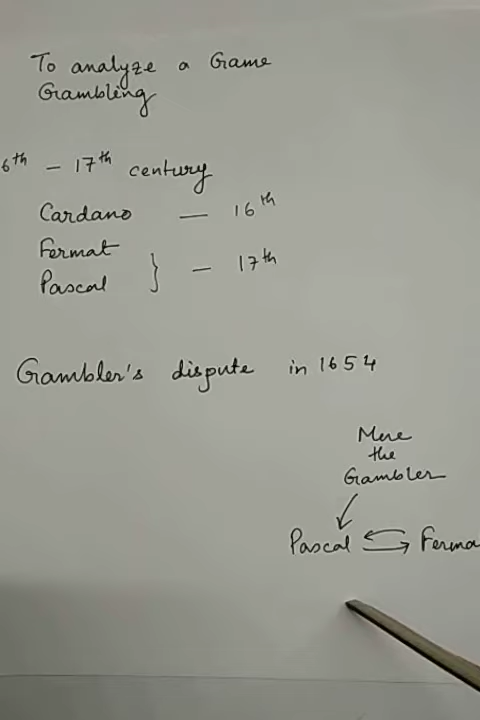 To analyze a Game
Gambling
6th - 17th century
Cardano — 16th
Fermat
Pascal } — 17th
Gambler's dispute in 1654
Mere
the
Gambler
Pascal ⇌ Ferma